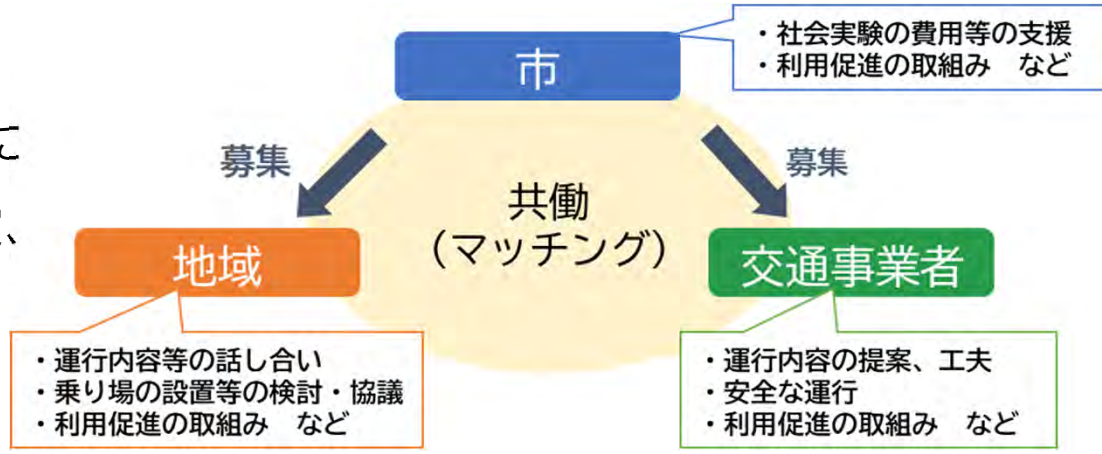 市
・社会実験の費用等の支援
・利用促進の取組み　など
募集
募集
共働
（マッチング）
地域
交通事業者
・運行内容等の話し合い
・乗り場の設置等の検討・協議
・利用促進の取組み　など
・運行内容の提案、工夫
・安全な運行
・利用促進の取組み　など